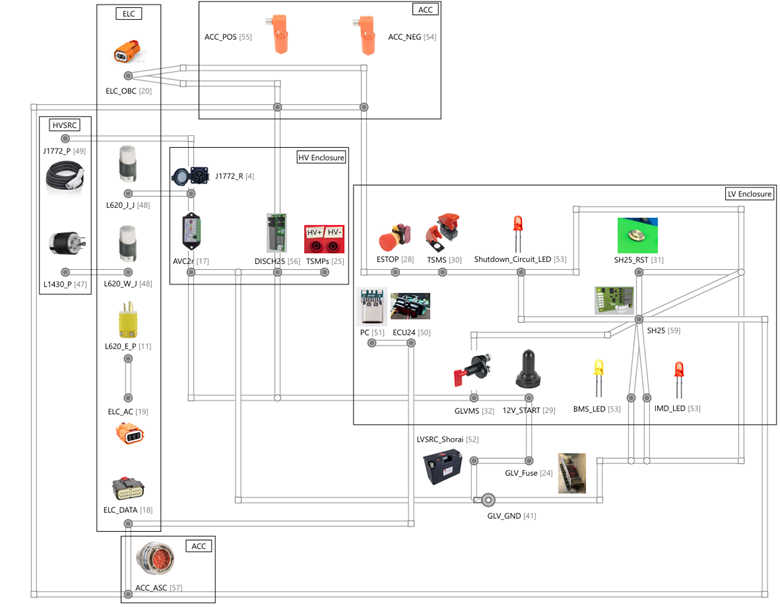 ELC
ACC
ACC_POS [55]
ACC_NEG [54]
ELC_OBC [20]
HVSRC
J1772_P [49]
HV Enclosure
J1772_R [4]
LV Enclosure
L620_J_J [48]
HV+ HV-
AVC2r [17]
DISCH25 [56]
TSMPs [25]
ESTOP [28]
TSMS [30]
Shutdown_Circuit_LED [53]
SH25_RST [31]
L1430_P [47]
L620_W_J [48]
PC [51]
ECU24 [50]
SH25 [59]
L620_E_P [11]
ELC_AC [19]
GLVMS [32]
12V_START [29]
BMS_LED [53]
IMD_LED [53]
LVSRC_Shorai [52]
GLV_Fuse [24]
ELC_DATA [18]
GLV_GND [41]
ACC
ACC_ASC [57]